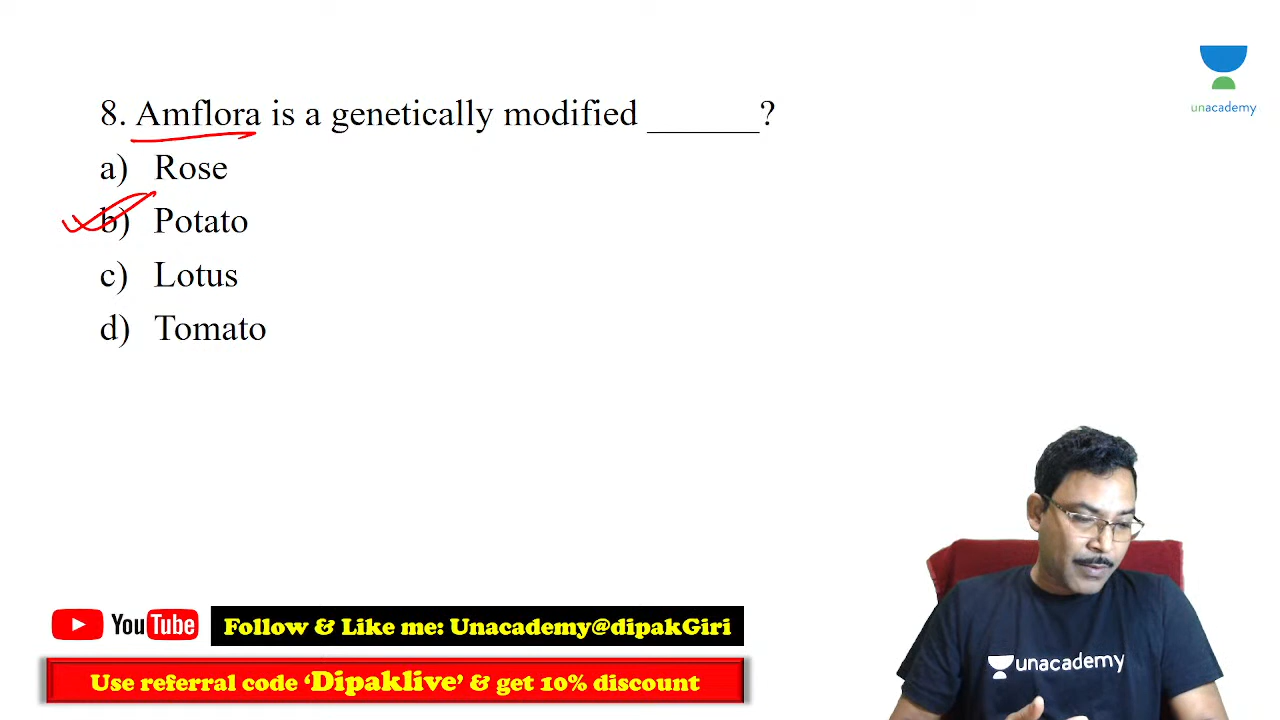 unacademy
8. Amflora is a genetically modified ______?
a) Rose
b) Potato
c) Lotus
d) Tomato
YouTube
Follow & Like me: Unacademy@dipakGiri
Use referral code ‘Dipaklive’ & get 10% discount
unacademy